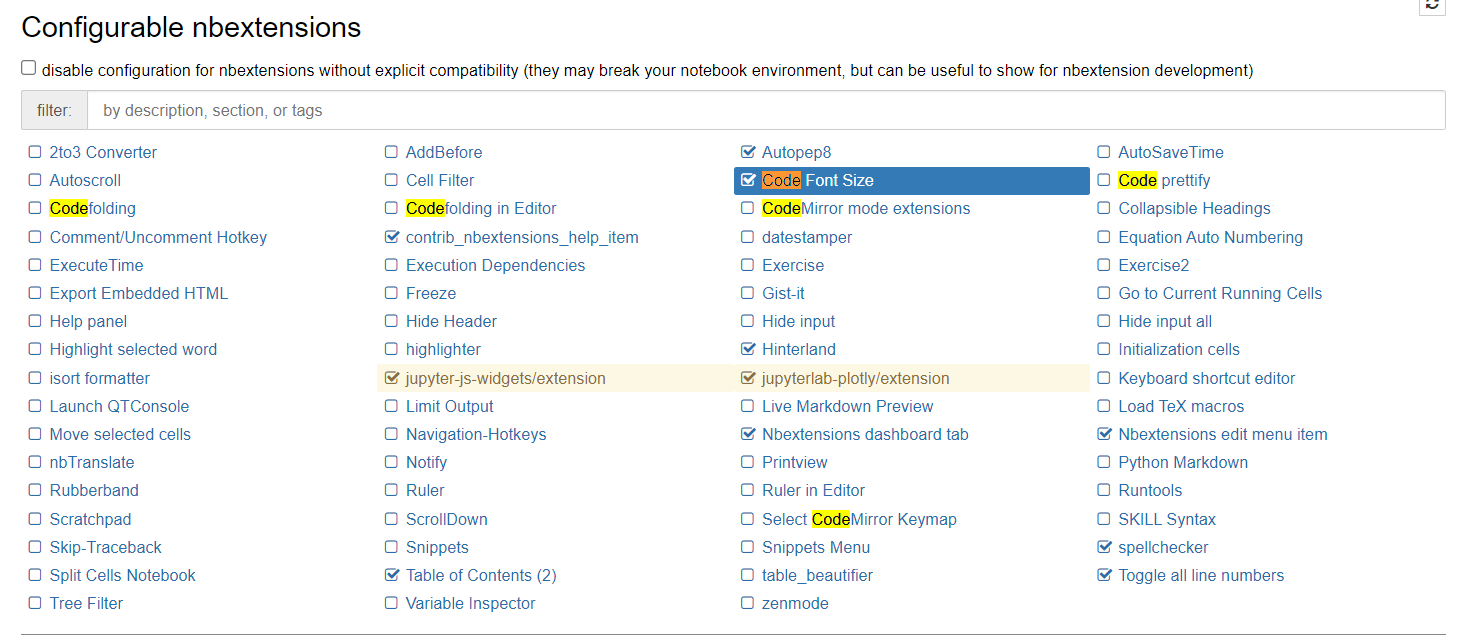 Configurable nbextensions
disable configuration for nbextensions without explicit compatibility (they may break your notebook environment, but can be useful to show for nbextension development)
filter: by description, section, or tags
2to3 Converter AddBefore Autopep8 AutoSaveTime
Autoscroll Cell Filter Code Font Size Code prettify
Codefolding Codefolding in Editor CodeMirror mode extensions Collapsible Headings
Comment/Uncomment Hotkey contrib_nbextensions_help_item datestamper Equation Auto Numbering
ExecuteTime Execution Dependencies Exercise Exercise2
Export Embedded HTML Freeze Gist-it Go to Current Running Cells
Help panel Hide Header Hide input Hide input all
Highlight selected word highlighter Hinterland Initialization cells
isort formatter jupyter-js-widgets/extension jupyterlab-plotly/extension Keyboard shortcut editor
Launch QTConsole Limit Output Live Markdown Preview Load TeX macros
Move selected cells Navigation-Hotkeys Nbextensions dashboard tab Nbextensions edit menu item
nbTranslate Notify Printview Python Markdown
Rubberband Ruler Ruler in Editor Runtools
Scratchpad ScrollDown Select CodeMirror Keymap SKILL Syntax
Skip-Traceback Snippets Snippets Menu spellchecker
Split Cells Notebook Table of Contents (2) table_beautifier Toggle all line numbers
Tree Filter Variable Inspector zenmode